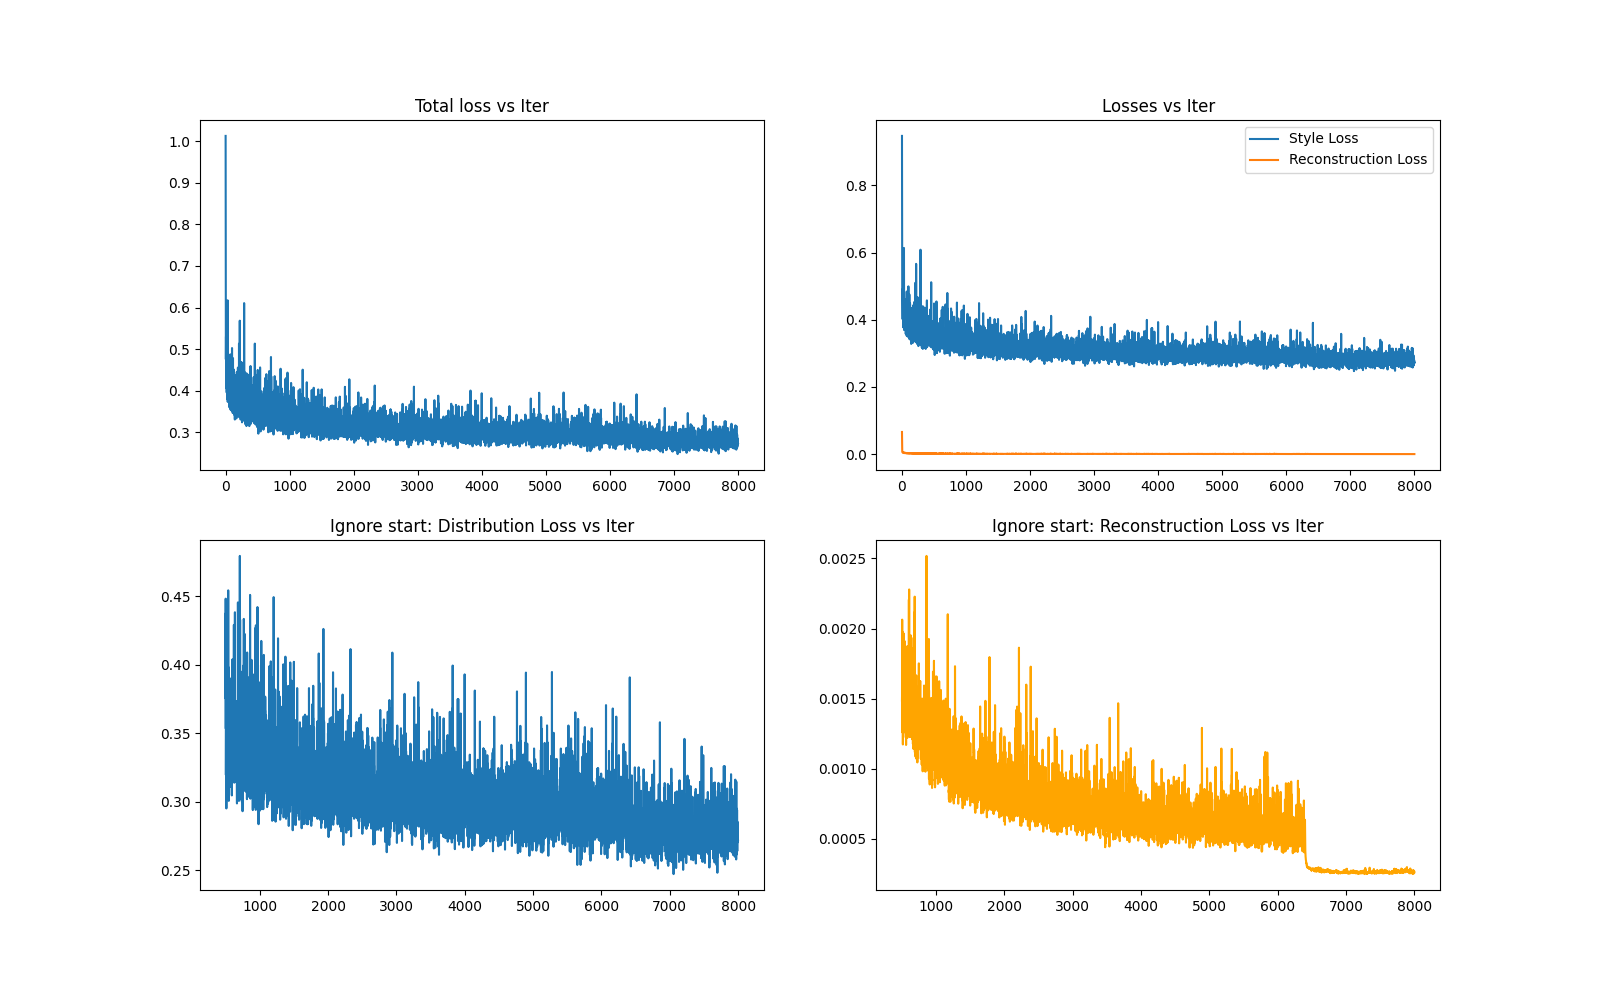 Total loss vs Iter
1.0
0.9
0.8
0.7
0.6
0.5
0.4
0.3
0 1000 2000 3000 4000 5000 6000 7000 8000
Losses vs Iter
Style Loss
Reconstruction Loss
0.8
0.6
0.4
0.2
0.0
0 1000 2000 3000 4000 5000 6000 7000 8000
Ignore start: Distribution Loss vs Iter
0.45
0.40
0.35
0.30
0.25
1000 2000 3000 4000 5000 6000 7000 8000
Ignore start: Reconstruction Loss vs Iter
0.0025
0.0020
0.0015
0.0010
0.0005
1000 2000 3000 4000 5000 6000 7000 8000